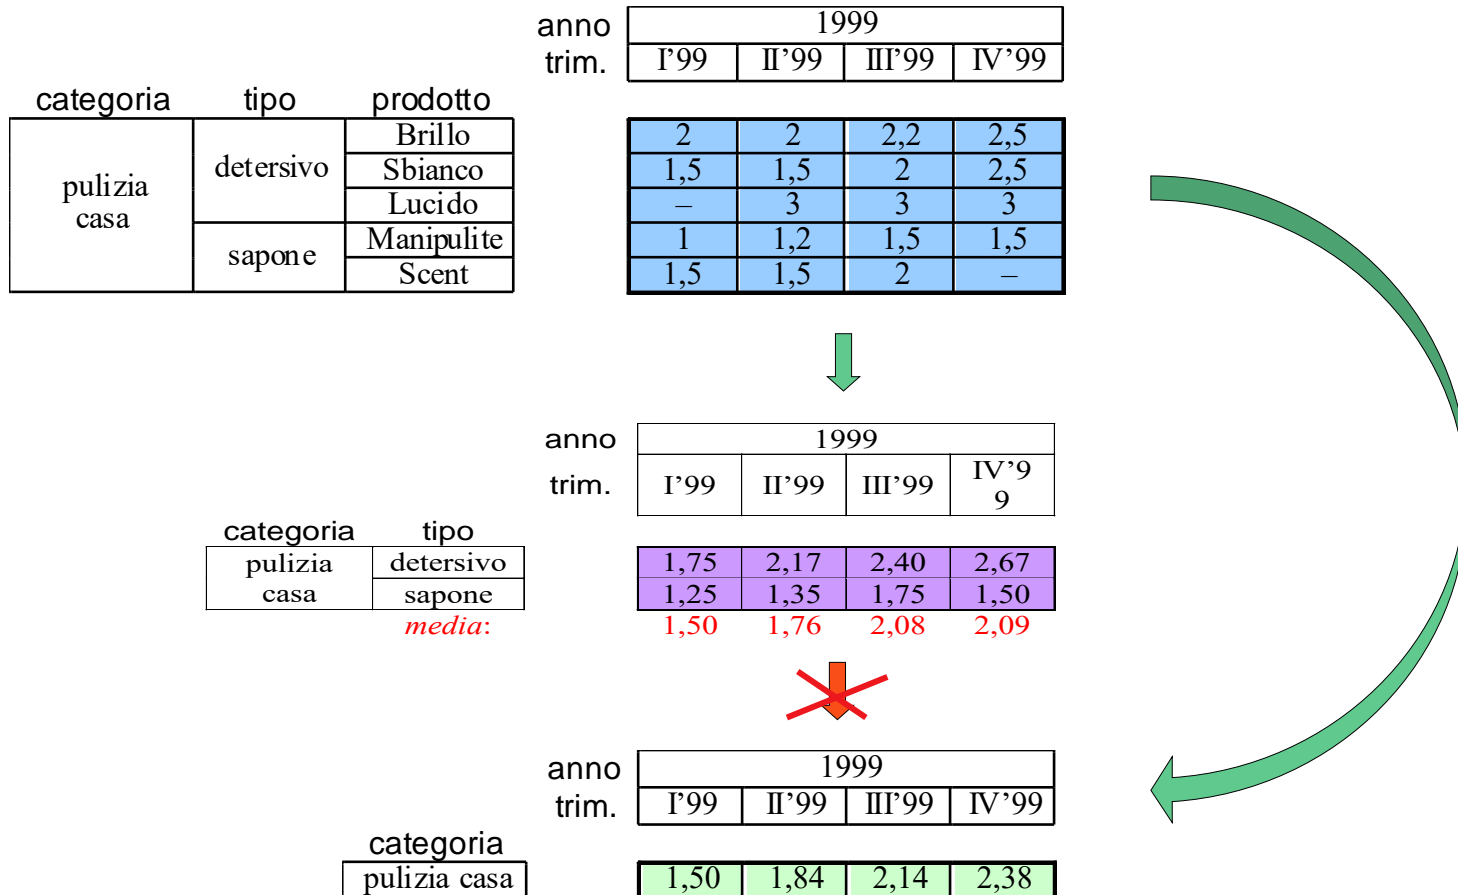 anno 1999
trim. I'99 II'99 III'99 IV'99
categoria tipo prodotto
pulizia casa detersivo Brillo 2 2 2,2 2,5
Sbianco 1,5 1,5 2 2,5
Lucido – 3 3 3
sapone Manipulite 1 1,2 1,5 1,5
Scent 1,5 1,5 2 –
anno 1999
trim. I'99 II'99 III'99 IV'9
9
categoria tipo
pulizia detersivo 1,75 2,17 2,40 2,67
casa sapone 1,25 1,35 1,75 1,50
media: 1,50 1,76 2,08 2,09
anno 1999
trim. I'99 II'99 III'99 IV'99
categoria
pulizia casa 1,50 1,84 2,14 2,38